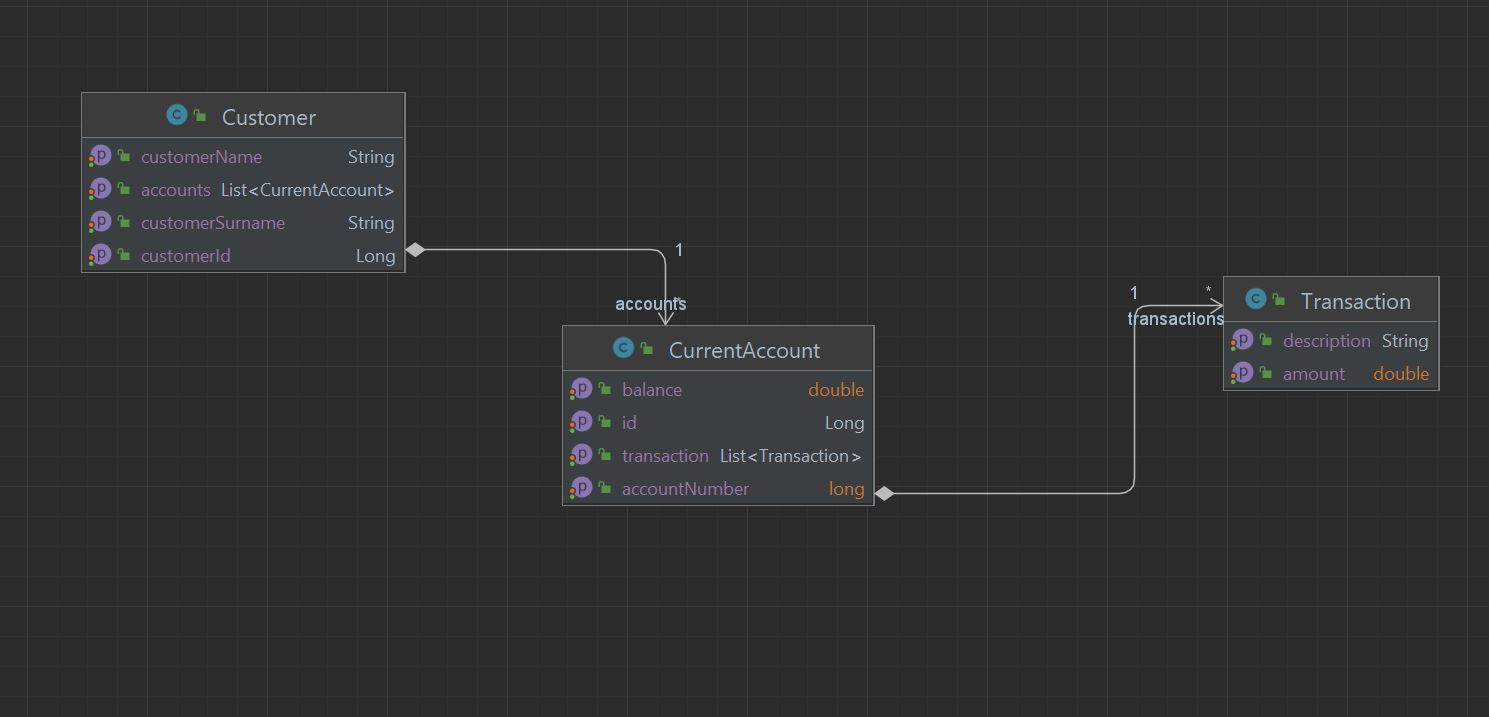 Customer
customerName String
accounts List<CurrentAccount>
customerSurname String
customerId Long
1
accounts
CurrentAccount
balance double
id Long
transaction List<Transaction>
accountNumber long
1
*
transactions
Transaction
description String
amount double